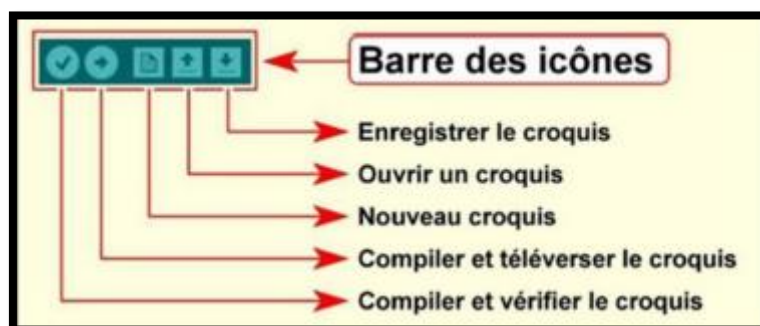 Barre des icônes
Enregistrer le croquis
Ouvrir un croquis
Nouveau croquis
Compiler et téléverser le croquis
Compiler et vérifier le croquis